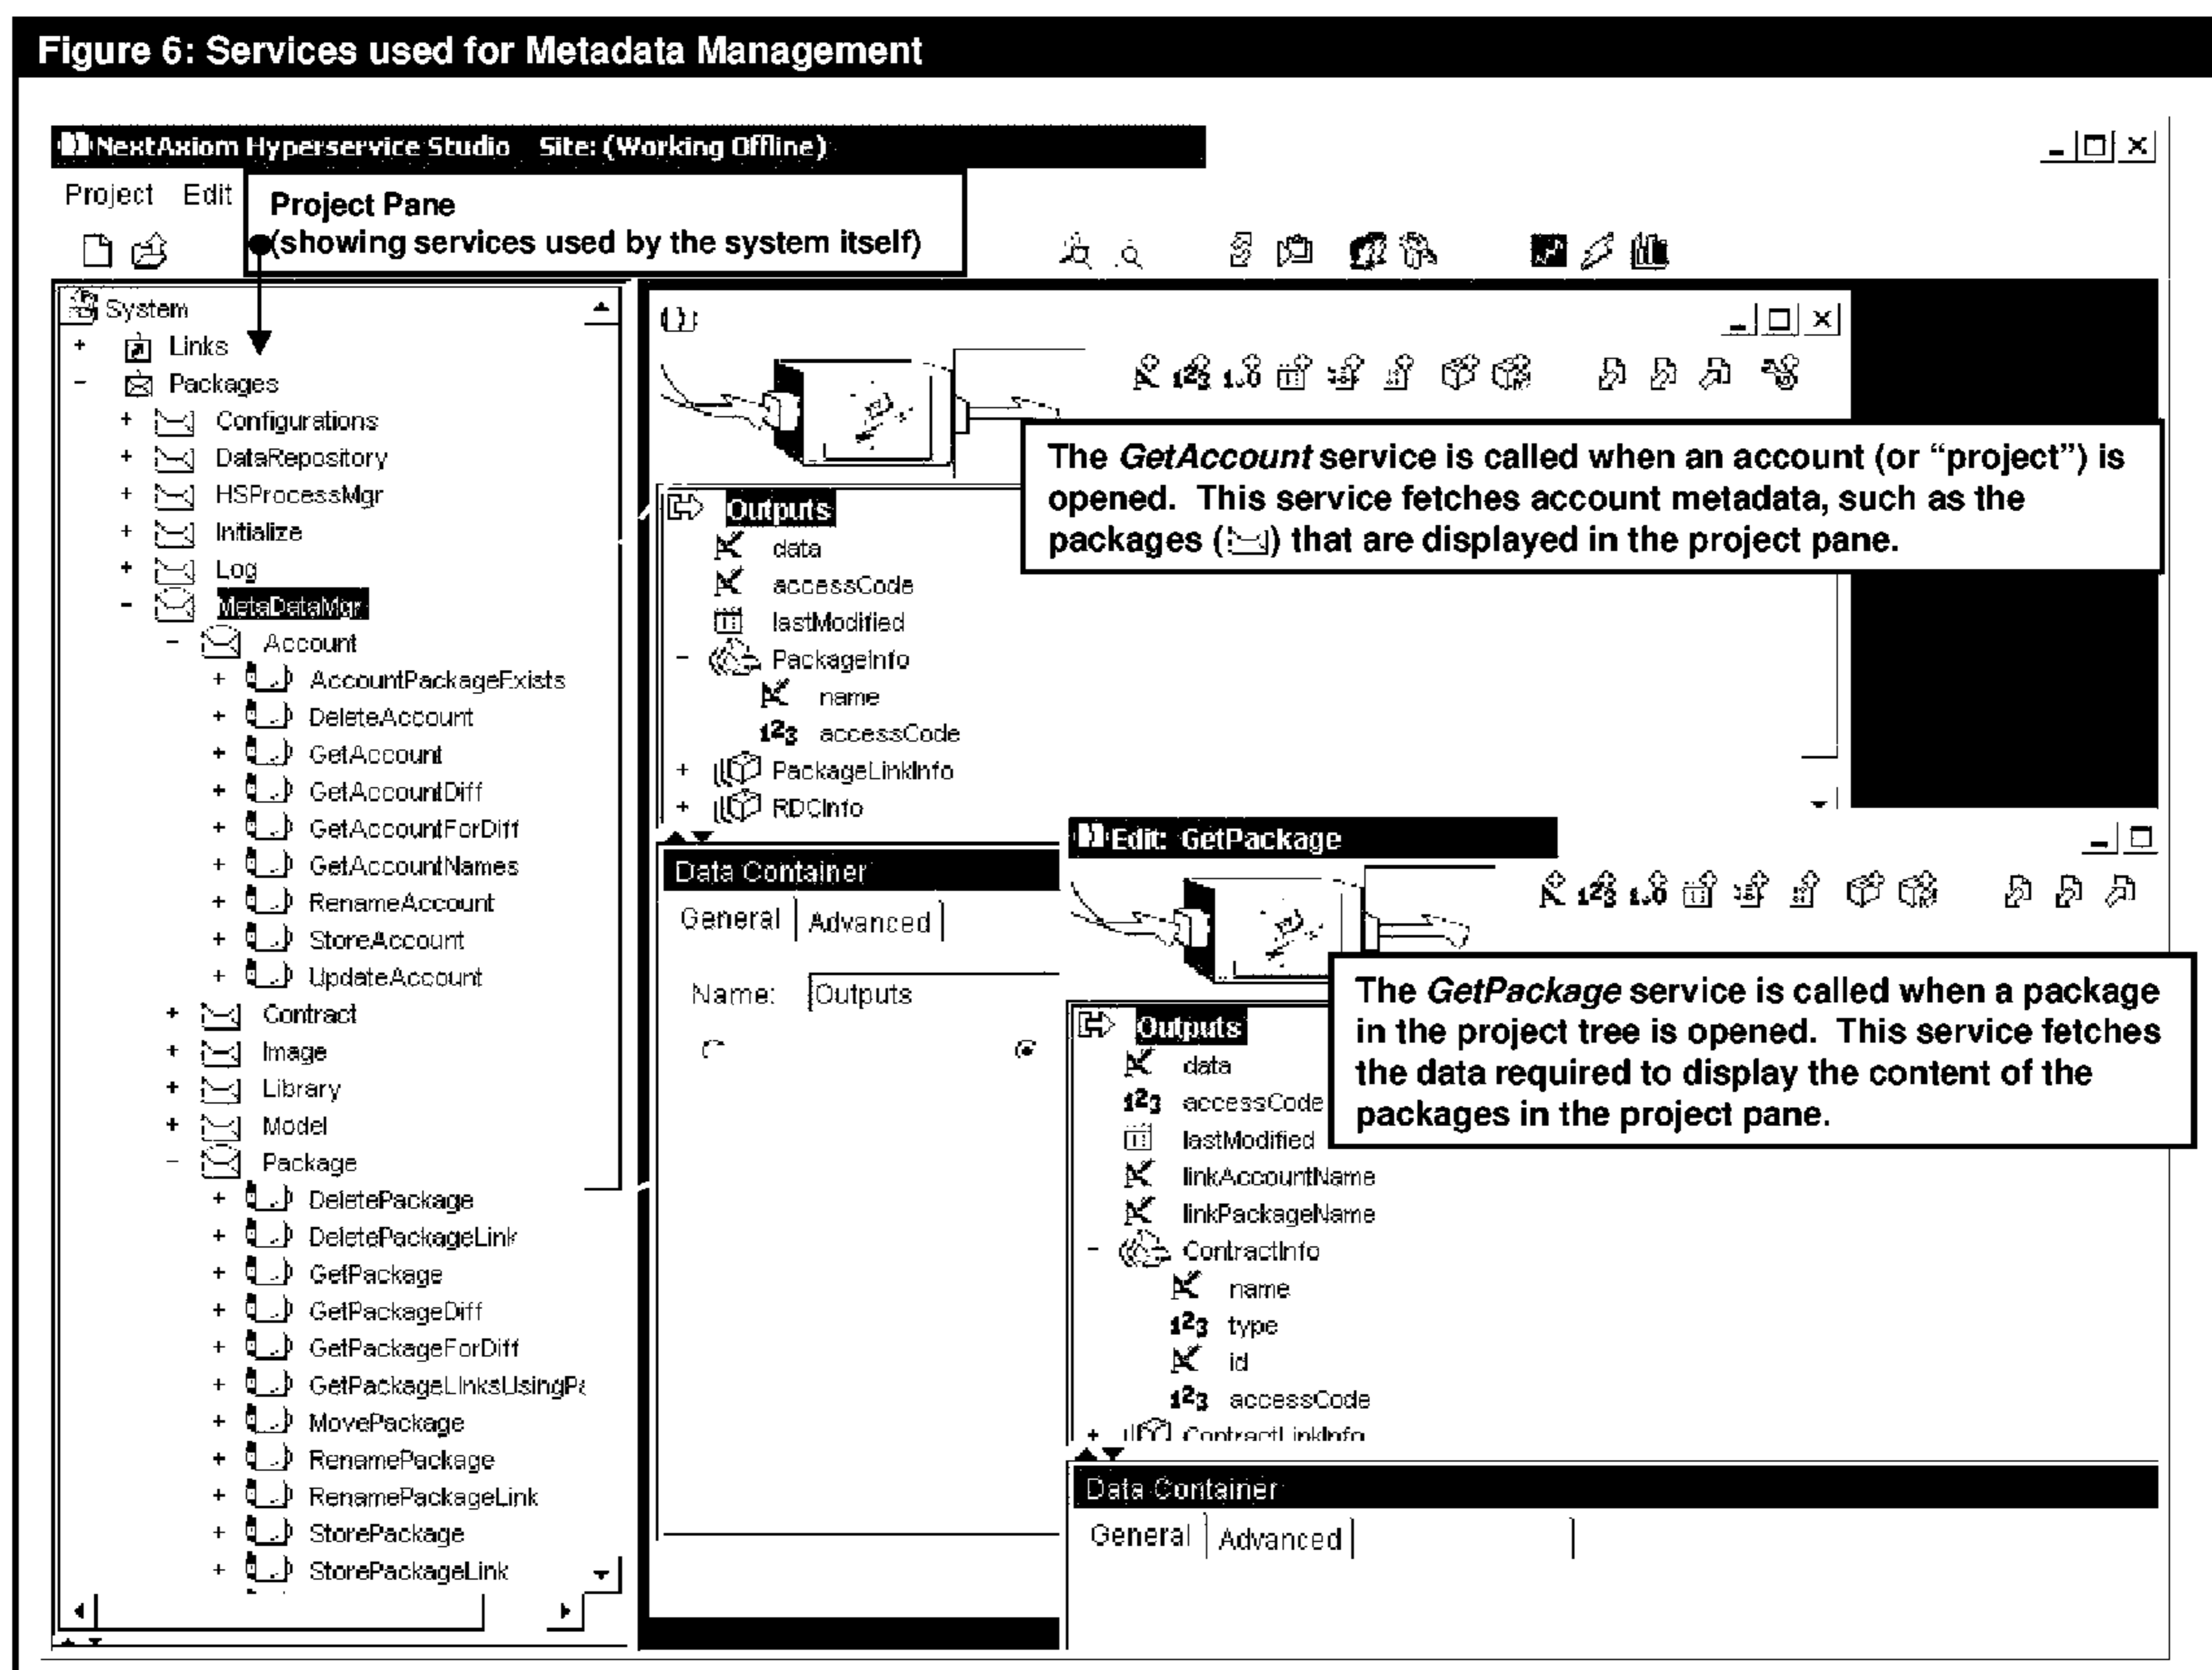 Figure 6: Services used for Metadata Management
NextAxiom Hyperservice Studio Site: (Working Offline)
Project Edit
Project Pane
(showing services used by the system itself)
System
Links
Packages
Configurations
DataRepository
HSProcessMgr
Initialize
Log
MetaDataMgr
Account
AccountPackageExists
DeleteAccount
GetAccount
GetAccountDiff
GetAccountForDiff
GetAccountNames
RenameAccount
StoreAccount
UpdateAccount
Contract
Image
Library
Model
Package
DeletePackage
DeletePackageLink
GetPackage
GetPackageDiff
GetPackageForDiff
GetPackageLinksUsingPa
MovePackage
RenamePackage
RenamePackageLink
StorePackage
StorePackageLink
The GetAccount service is called when an account (or “project”) is
opened. This service fetches account metadata, such as the
packages ( ) that are displayed in the project pane.
Outputs
data
accessCode
lastModified
PackageInfo
name
123 accessCode
PackageLinkInfo
RDCInfo
Data Container
General Advanced
Name: Outputs
Edit: GetPackage
The GetPackage service is called when a package
in the project tree is opened. This service fetches
the data required to display the content of the
packages in the project pane.
Outputs
data
123 accessCode
lastModified
linkAccountName
linkPackageName
ContractInfo
name
123 type
id
123 accessCode
ContractLinkInfo
Data Container
General Advanced